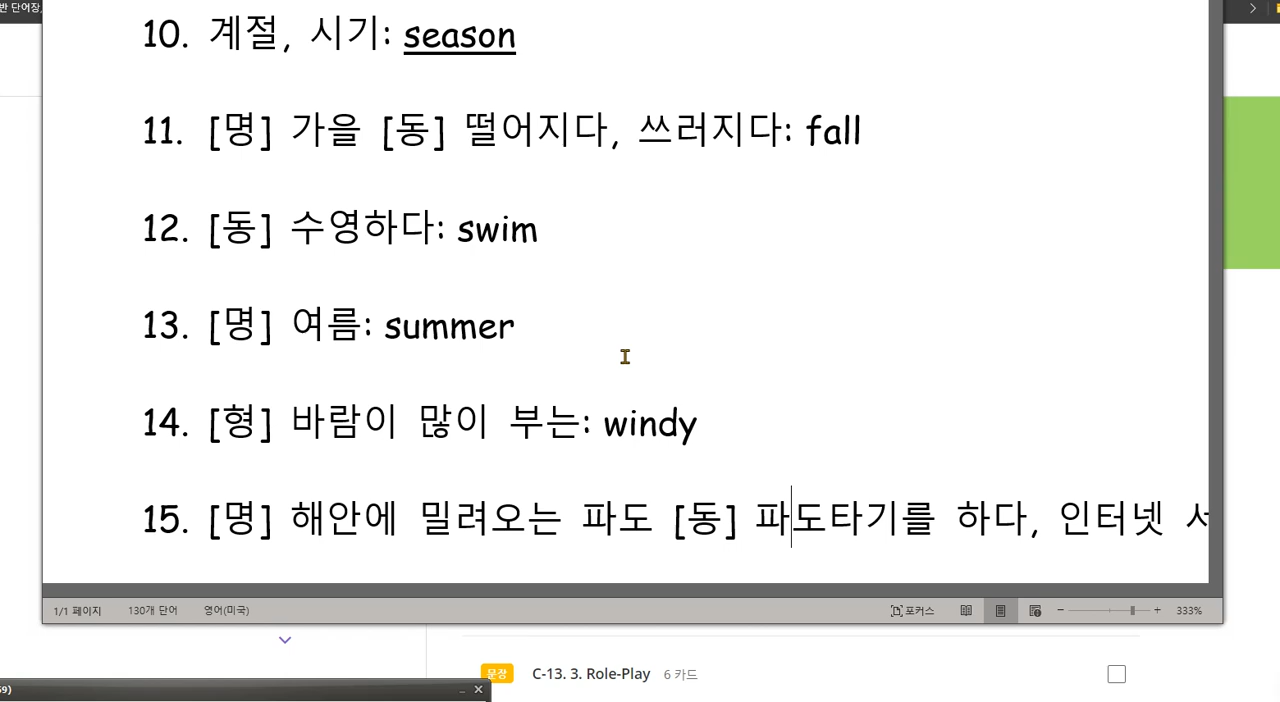 반 단어장,
10. 계절, 시기: season
11. [명] 가을 [동] 떨어지다, 쓰러지다: fall
12. [동] 수영하다: swim
13. [명] 여름: summer
14. [형] 바람이 많이 부는: windy
15. [명] 해안에 밀려오는 파도 [동] 파도타기를 하다, 인터넷
1/1 페이지 130개 단어 영어(미국) 포커스 333%
문장 C-13. 3. Role-Play 6 카드